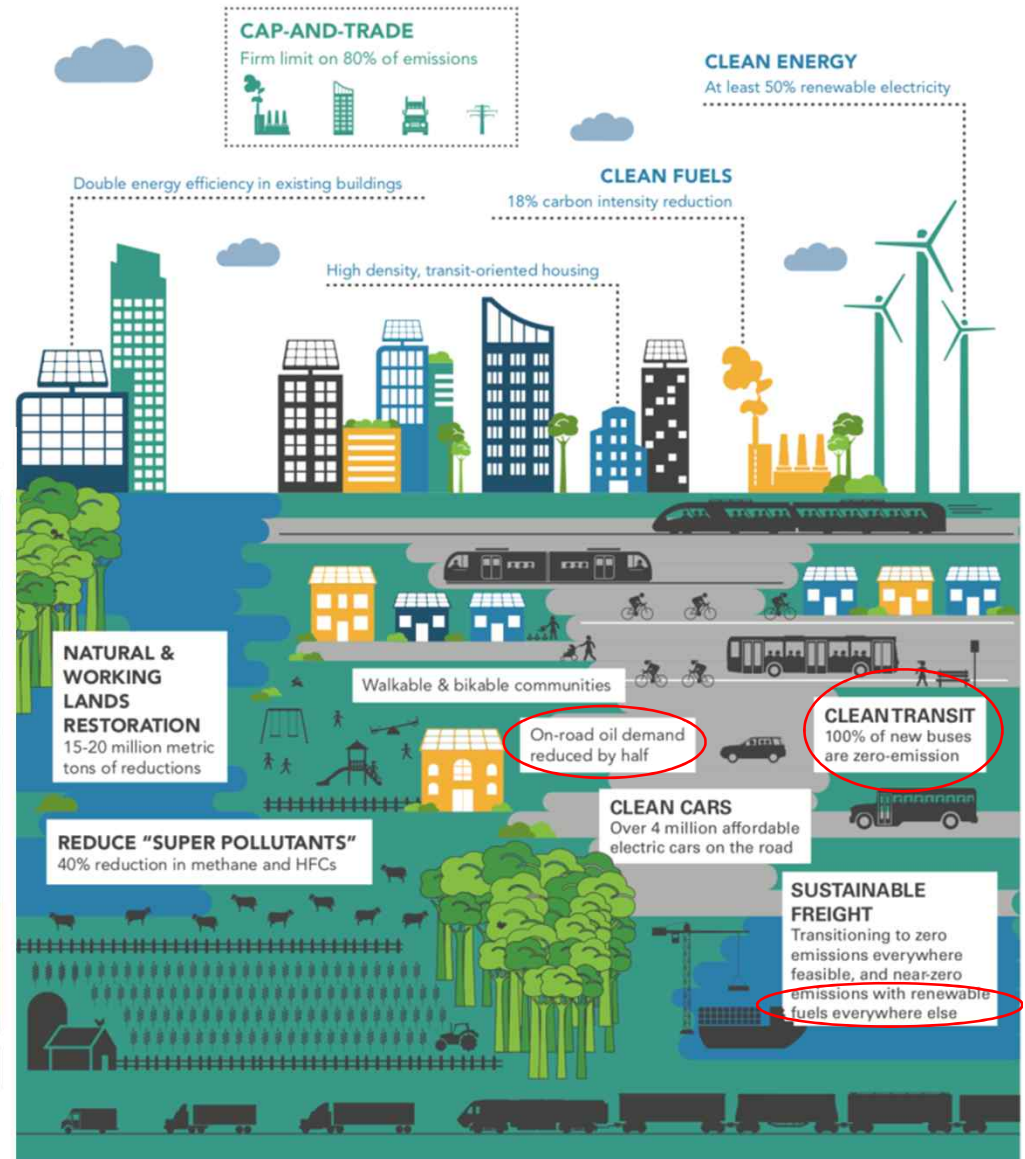 CAP-AND-TRADE
Firm limit on 80% of emissions
CLEAN ENERGY
At least 50% renewable electricity
Double energy efficiency in existing buildings
CLEAN FUELS
18% carbon intensity reduction
High density, transit-oriented housing
NATURAL &
WORKING
LANDS
RESTORATION
15-20 million metric
tons of reductions
Walkable & bikable communities
On-road oil demand
reduced by half
CLEAN TRANSIT
100% of new buses
are zero-emission
CLEAN CARS
Over 4 million affordable
electric cars on the road
REDUCE "SUPER POLLUTANTS"
40% reduction in methane and HFCs
SUSTAINABLE
FREIGHT
Transitioning to zero
emissions everywhere
feasible, and near-zero
emissions with renewable
fuels everywhere else